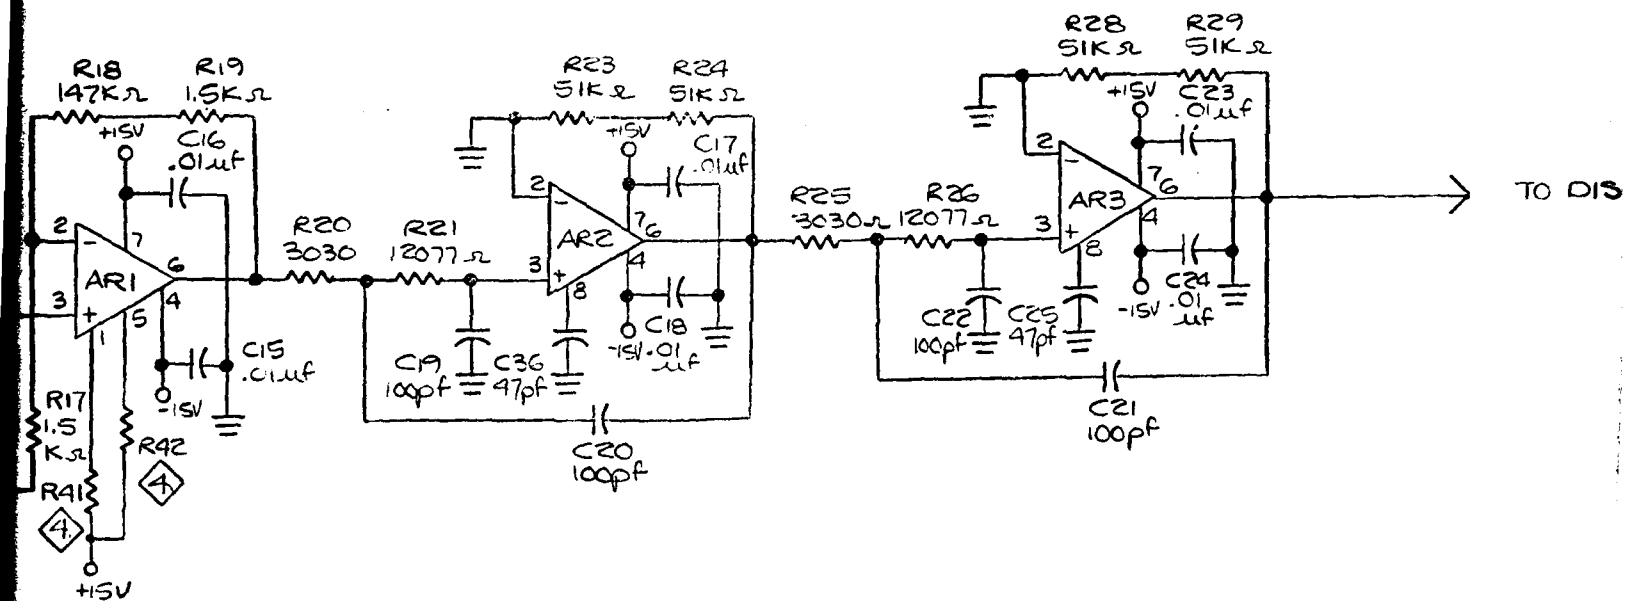 R18
147KΩ
R19
1.5KΩ
+15V
C16
.01µf
2
-
7
AR1
6
3
+
4
5
1
C15
.01µf
-15V
R17
1.5
KΩ
R42
4
R41
4
+15V
R20
3030
R21
12077Ω
R23
51KΩ
R24
51KΩ
+15V
C17
.01µf
2
-
7
6
AR2
4
3
+
8
C18
.01
µf
-15V
C19
100pf
C36
47pf
C20
100pf
R25
3030Ω
R26
12077Ω
R28
51KΩ
R29
51KΩ
+15V
C23
.01µf
2
-
7
6
AR3
4
3
+
8
C24
.01
µf
-15V
C22
100pf
C25
47pf
C21
100pf
TO DIS